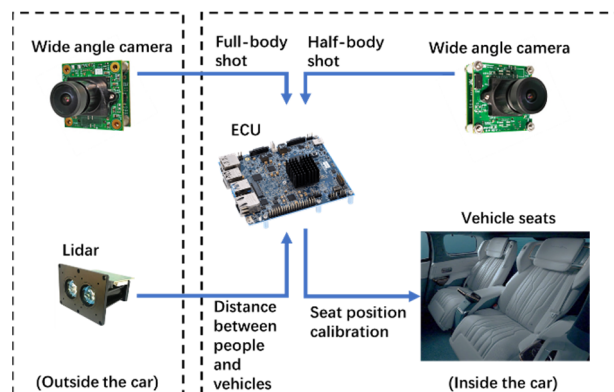 Wide angle camera
Full-body
shot
Half-body
shot
Wide angle camera
ECU
Lidar
Vehicle seats
Distance
between
people
and
vehicles
Seat position
calibration
(Outside the car)
(Inside the car)